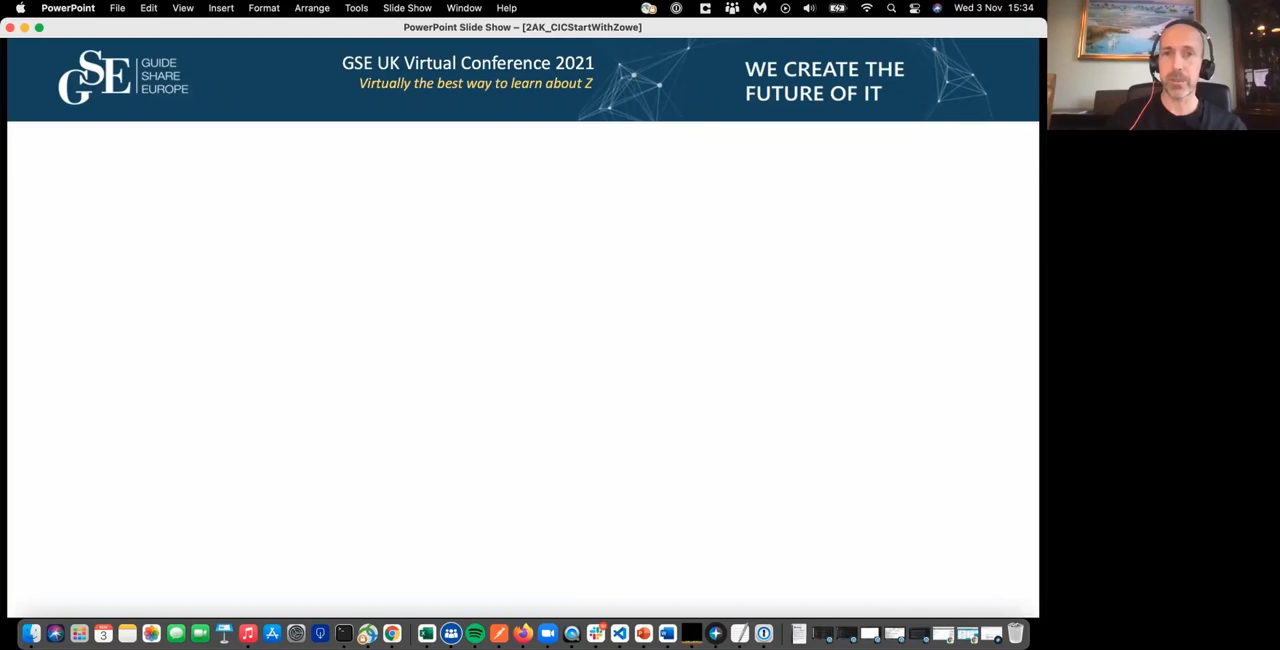 PowerPoint File Edit View Insert Format Arrange Tools Slide Show Window Help Wed 3 Nov 15:34
PowerPoint Slide Show – [2AK_CICStartWithZowe]
GSE
GUIDE
SHARE
EUROPE
GSE UK Virtual Conference 2021
Virtually the best way to learn about Z
WE CREATE THE
FUTURE OF IT